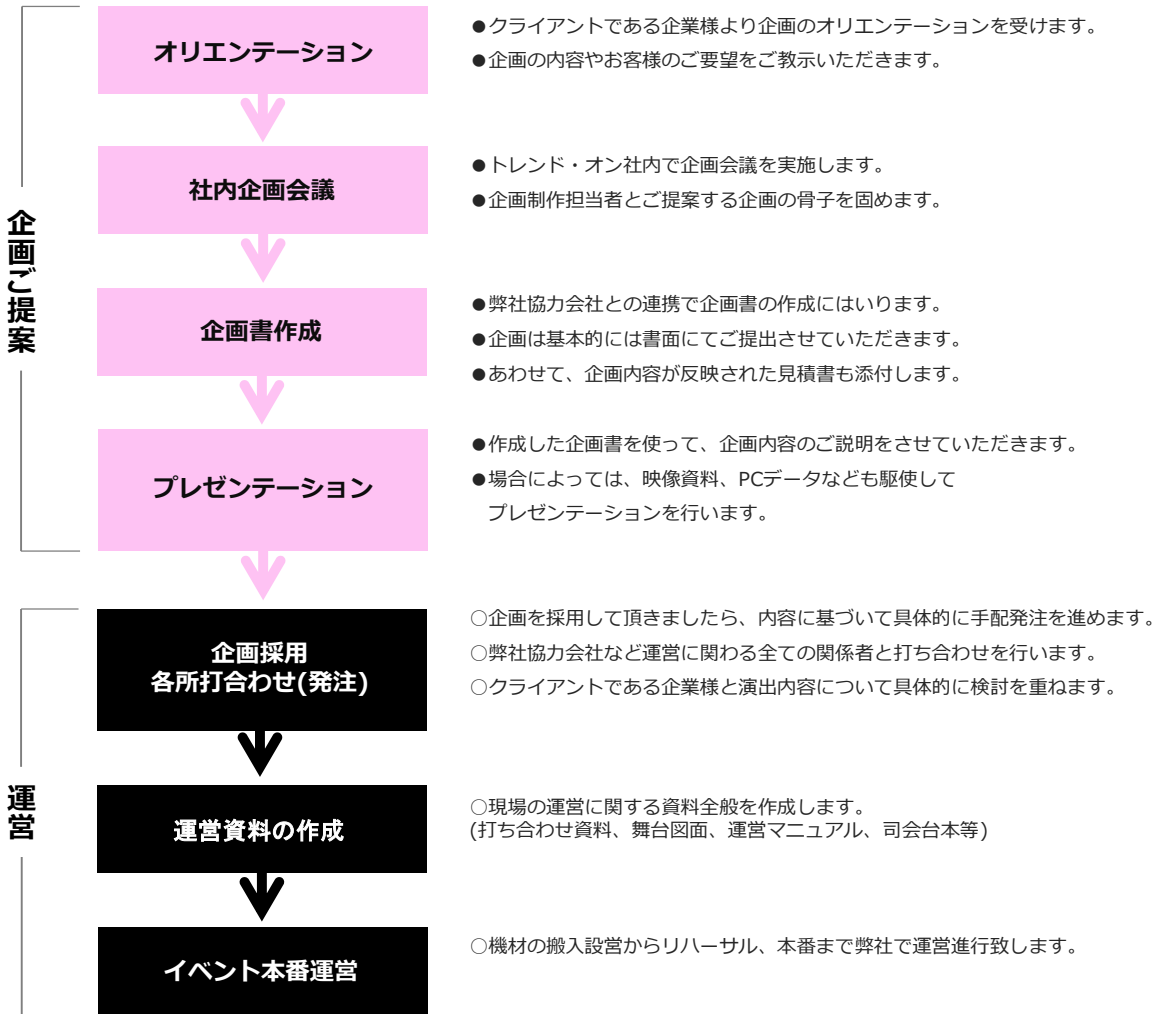 企画ご提案
オリエンテーション
●クライアントである企業様より企画のオリエンテーションを受けます。
●企画の内容やお客様のご要望をご教示いただきます。
社内企画会議
●トレンド・オン社内で企画会議を実施します。
●企画制作担当者とご提案する企画の骨子を固めます。
企画書作成
●弊社協力会社との連携で企画書の作成にはいります。
●企画は基本的には書面にてご提出させていただきます。
●あわせて、企画内容が反映された見積書も添付します。
プレゼンテーション
●作成した企画書を使って、企画内容のご説明をさせていただきます。
●場合によっては、映像資料、PCデータなども駆使して
プレゼンテーションを行います。
運営
企画採用
各所打合わせ(発注)
○企画を採用して頂きましたら、内容に基づいて具体的に手配発注を進めます。
○弊社協力会社など運営に関わる全ての関係者と打ち合わせを行います。
○クライアントである企業様と演出内容について具体的に検討を重ねます。
運営資料の作成
○現場の運営に関する資料全般を作成します。
(打ち合わせ資料、舞台図面、運営マニュアル、司会台本等)
イベント本番運営
○機材の搬入設営からリハーサル、本番まで弊社で運営進行致します。